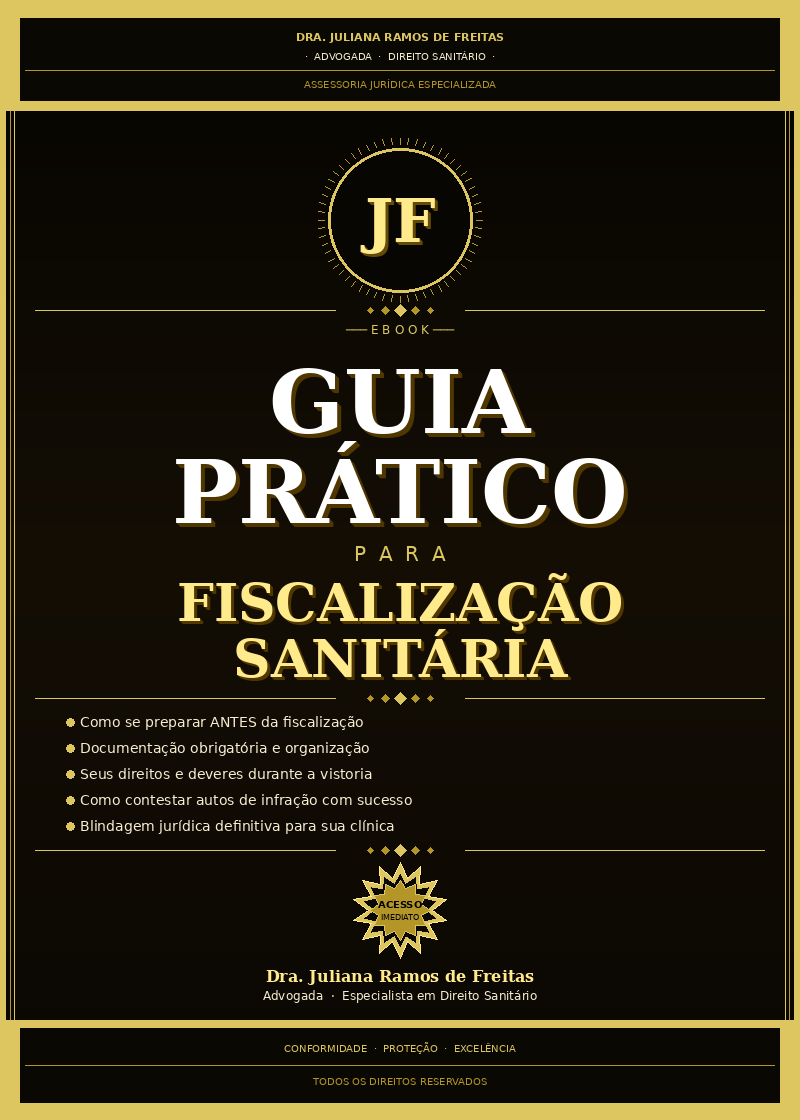 DRA. JULIANA RAMOS DE FREITAS
· ADVOGADA · DIREITO SANITÁRIO ·
ASSESSORIA JURÍDICA ESPECIALIZADA
JF
EBOOK
GUIA
PRÁTICO
PARA
FISCALIZAÇÃO
SANITÁRIA
Como se preparar ANTES da fiscalização
Documentação obrigatória e organização
Seus direitos e deveres durante a vistoria
Como contestar autos de infração com sucesso
Blindagem jurídica definitiva para sua clínica
ACESSO
IMEDIATO
Dra. Juliana Ramos de Freitas
Advogada · Especialista em Direito Sanitário
CONFORMIDADE · PROTEÇÃO · EXCELÊNCIA
TODOS OS DIREITOS RESERVADOS